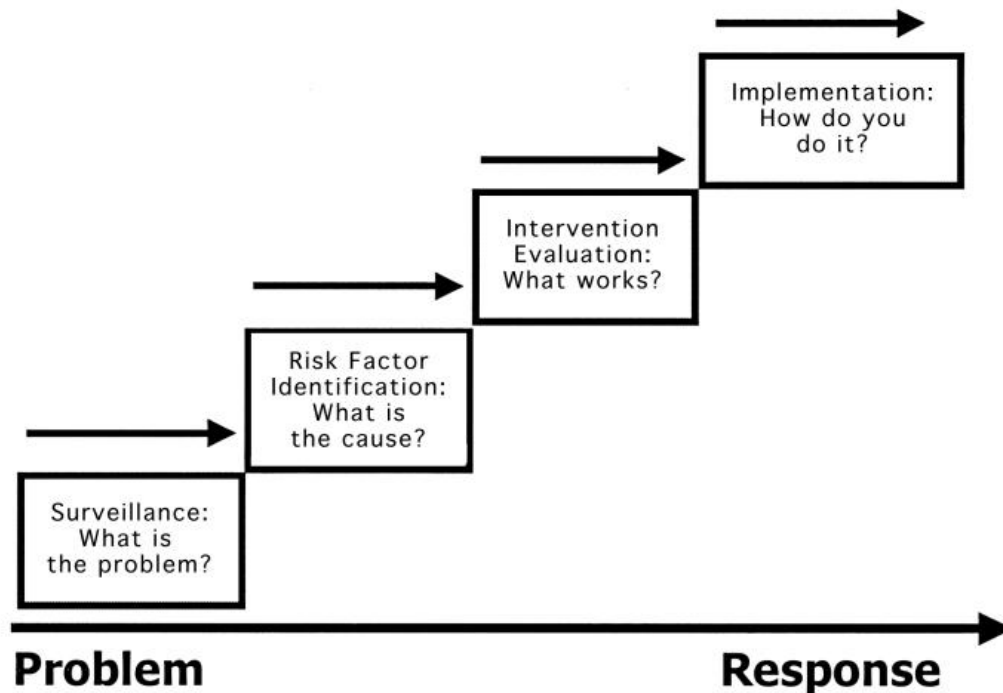 Implementation:
How do you
do it?
Intervention
Evaluation:
What works?
Risk Factor
Identification:
What is
the cause?
Surveillance:
What is
the problem?
Problem
Response